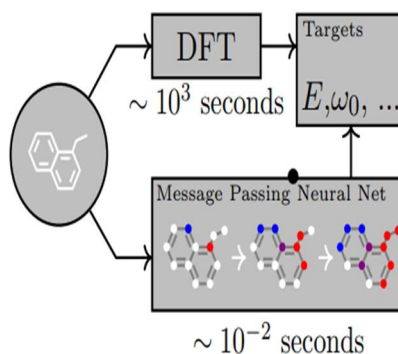 DFT
Targets
E,ω₀, ...
~ 10³ seconds
Message Passing Neural Net
~ 10⁻² seconds